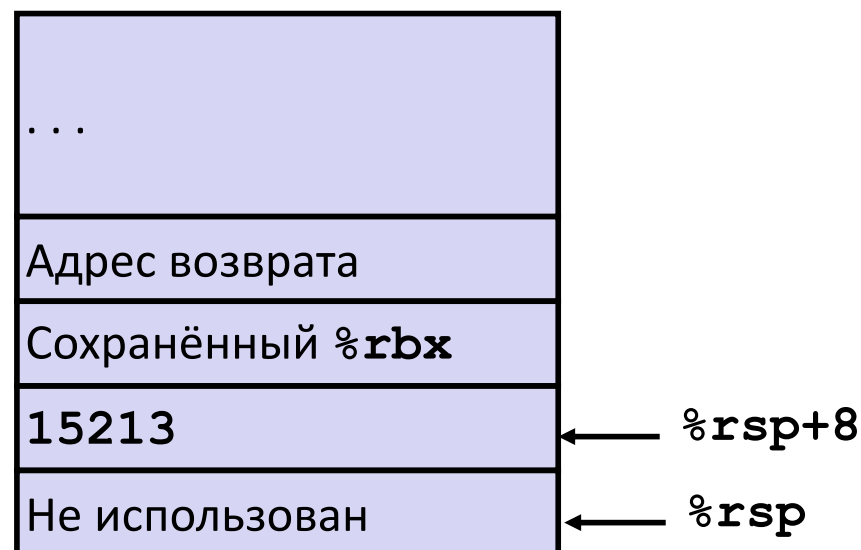 ...
Адрес возврата
Сохранённый %rbx
15213
%rsp+8
Не использован
%rsp